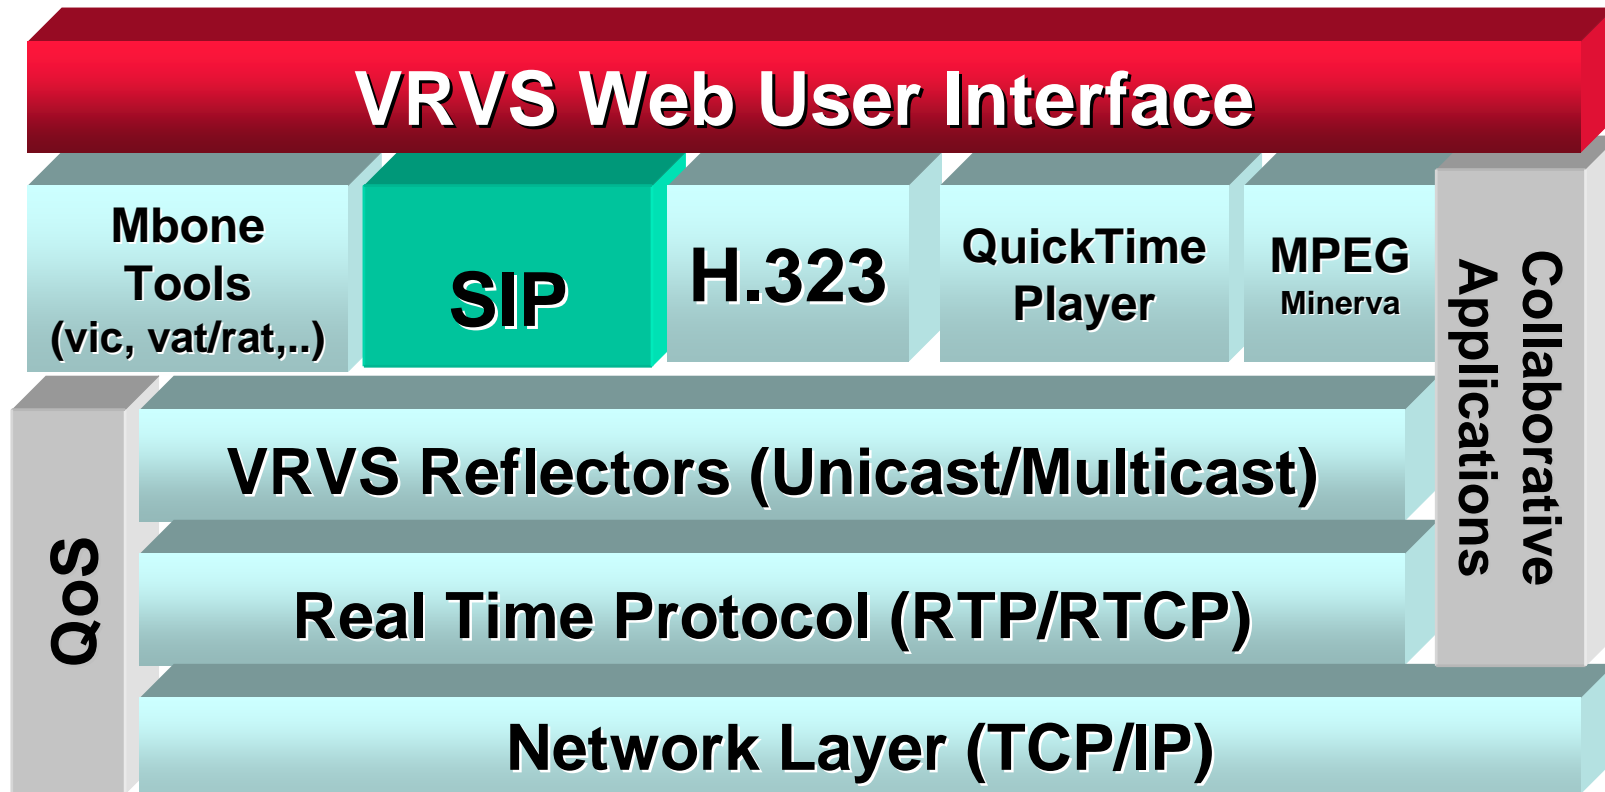 VRVS Web User Interface
Mbone
Tools
(vic, vat/rat,..)
SIP
H.323
QuickTime
Player
MPEG
Minerva
Collaborative
Applications
VRVS Reflectors (Unicast/Multicast)
QoS
Real Time Protocol (RTP/RTCP)
Network Layer (TCP/IP)